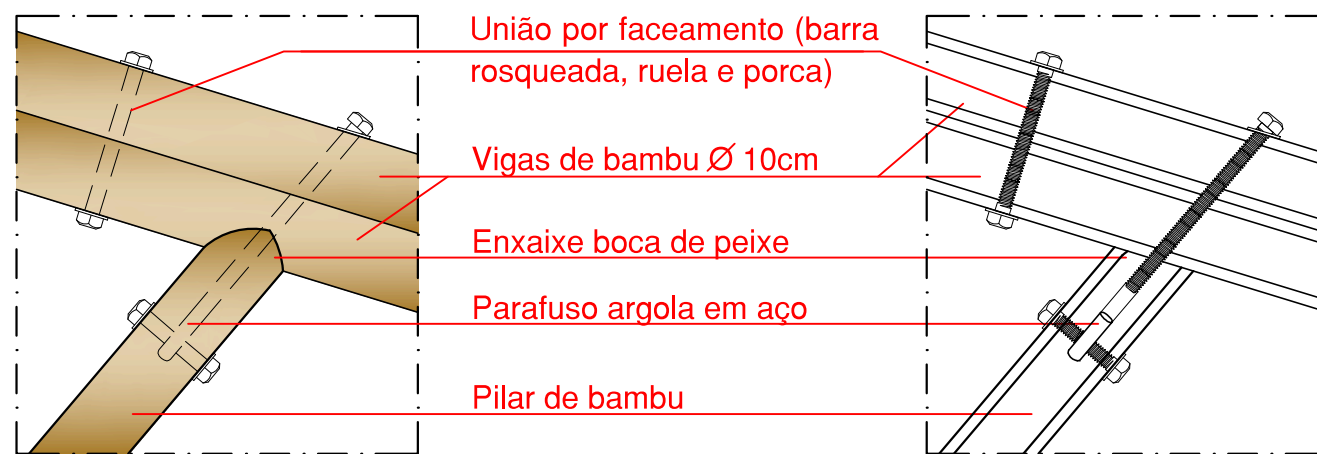 União por faceamento (barra
rosqueada, ruela e porca)
Vigas de bambu Ø 10cm
Enxaixe boca de peixe
Parafuso argola em aço
Pilar de bambu